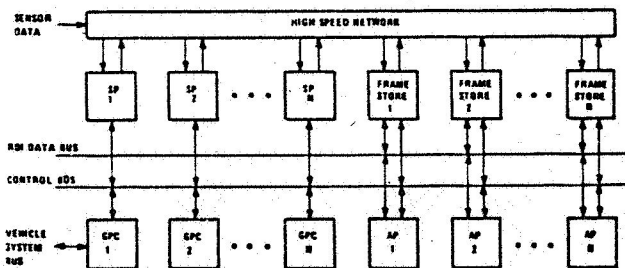 SENSOR
DATA
HIGH SPEED NETWORK
SP
1
SP
2
SP
N
FRAME
STORE
1
FRAME
STORE
2
FRAME
STORE
N
ROI DATA BUS
CONTROL BUS
VEHICLE
SYSTEM
BUS
GPC
1
GPC
2
GPC
N
AP
1
AP
2
AP
N